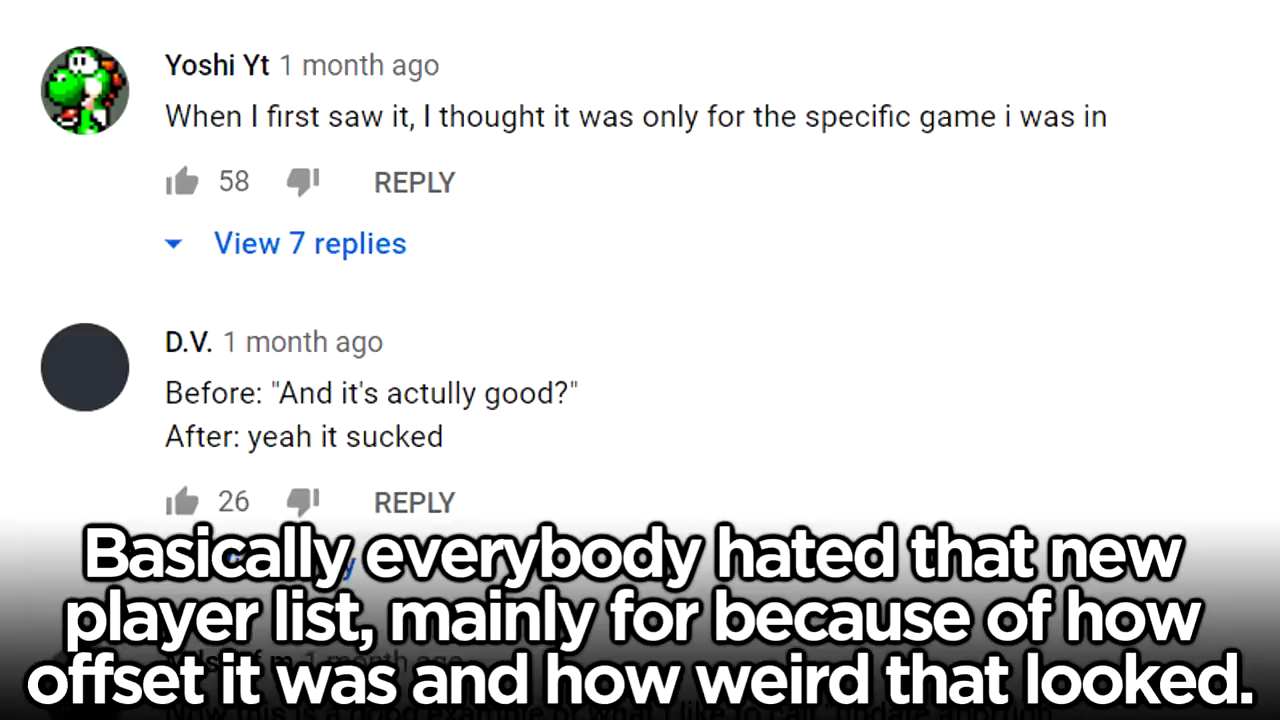 Yoshi Yt 1 month ago
When I first saw it, I thought it was only for the specific game i was in
58 REPLY
View 7 replies
D.V. 1 month ago
Before: "And it's actully good?"
After: yeah it sucked
26 REPLY
Basically everybody hated that new
player list, mainly for because of how
offset it was and how weird that looked.